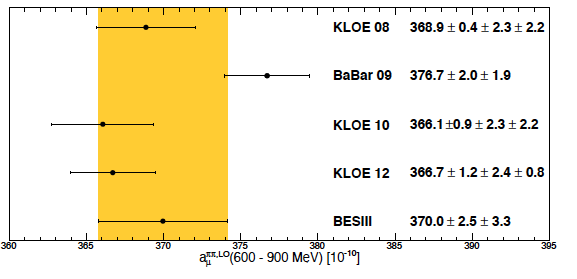 KLOE 08 368.9 ± 0.4 ± 2.3 ± 2.2
BaBar 09 376.7 ± 2.0 ± 1.9
KLOE 10 366.1 ±0.9 ± 2.3 ± 2.2
KLOE 12 366.7 ± 1.2 ± 2.4 ± 0.8
BESIII 370.0 ± 2.5 ± 3.3
360 365 370 375 380 385 390 395
a_μ^{ππ,LO}(600 - 900 MeV) [10^{-10}]